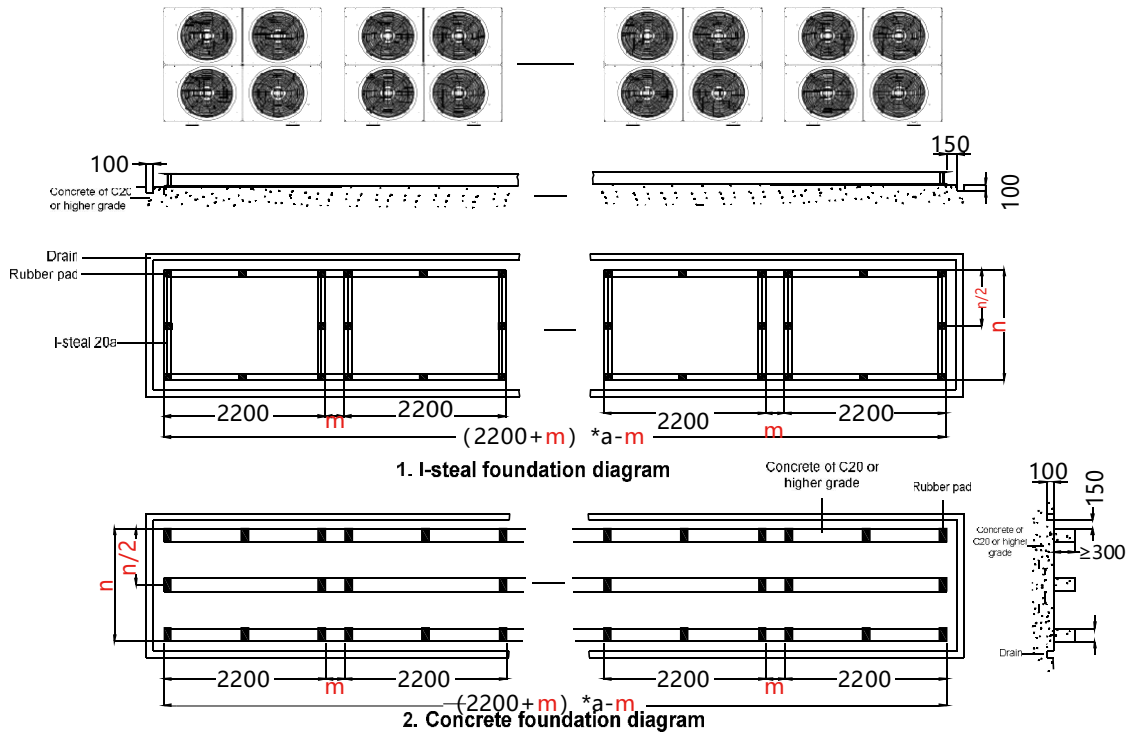 100
150
Concrete of C20
or higher grade
100
Drain
Rubber pad
I-steal 20a
n/2
n
2200
m
2200
2200
m
2200
(2200+m) *a-m
1. I-steal foundation diagram
Concrete of C20 or
higher grade
Rubber pad
100
150
n
n/2
Concrete of
C20 or higher
grade
≥300
Drain
2200
m
2200
2200
m
2200
(2200+m) *a-m
2. Concrete foundation diagram